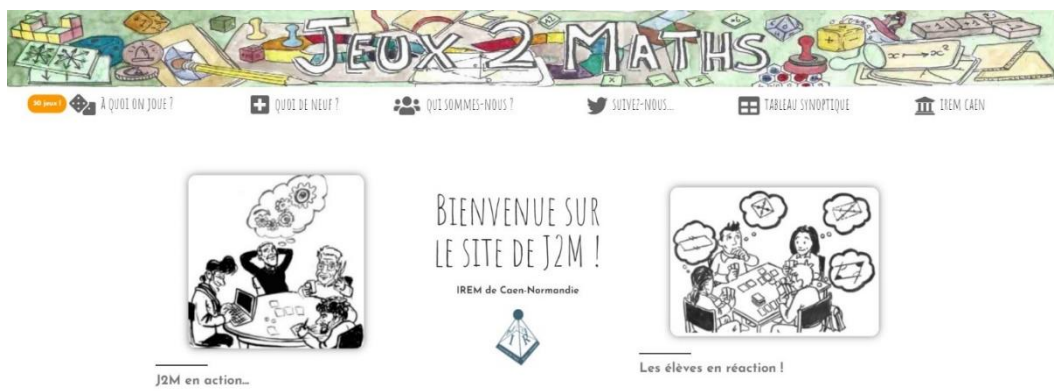 JEUX 2 MATHS
30 jeux !
À QUOI ON JOUE ?
QUOI DE NEUF ?
QUI SOMMES-NOUS ?
SUIVEZ-NOUS...
TABLEAU SYNOPTIQUE
IREM CAEN
BIENVENUE SUR
LE SITE DE J2M !
IREM de Caen-Normandie
I R
J2M en action...
Les élèves en réaction !